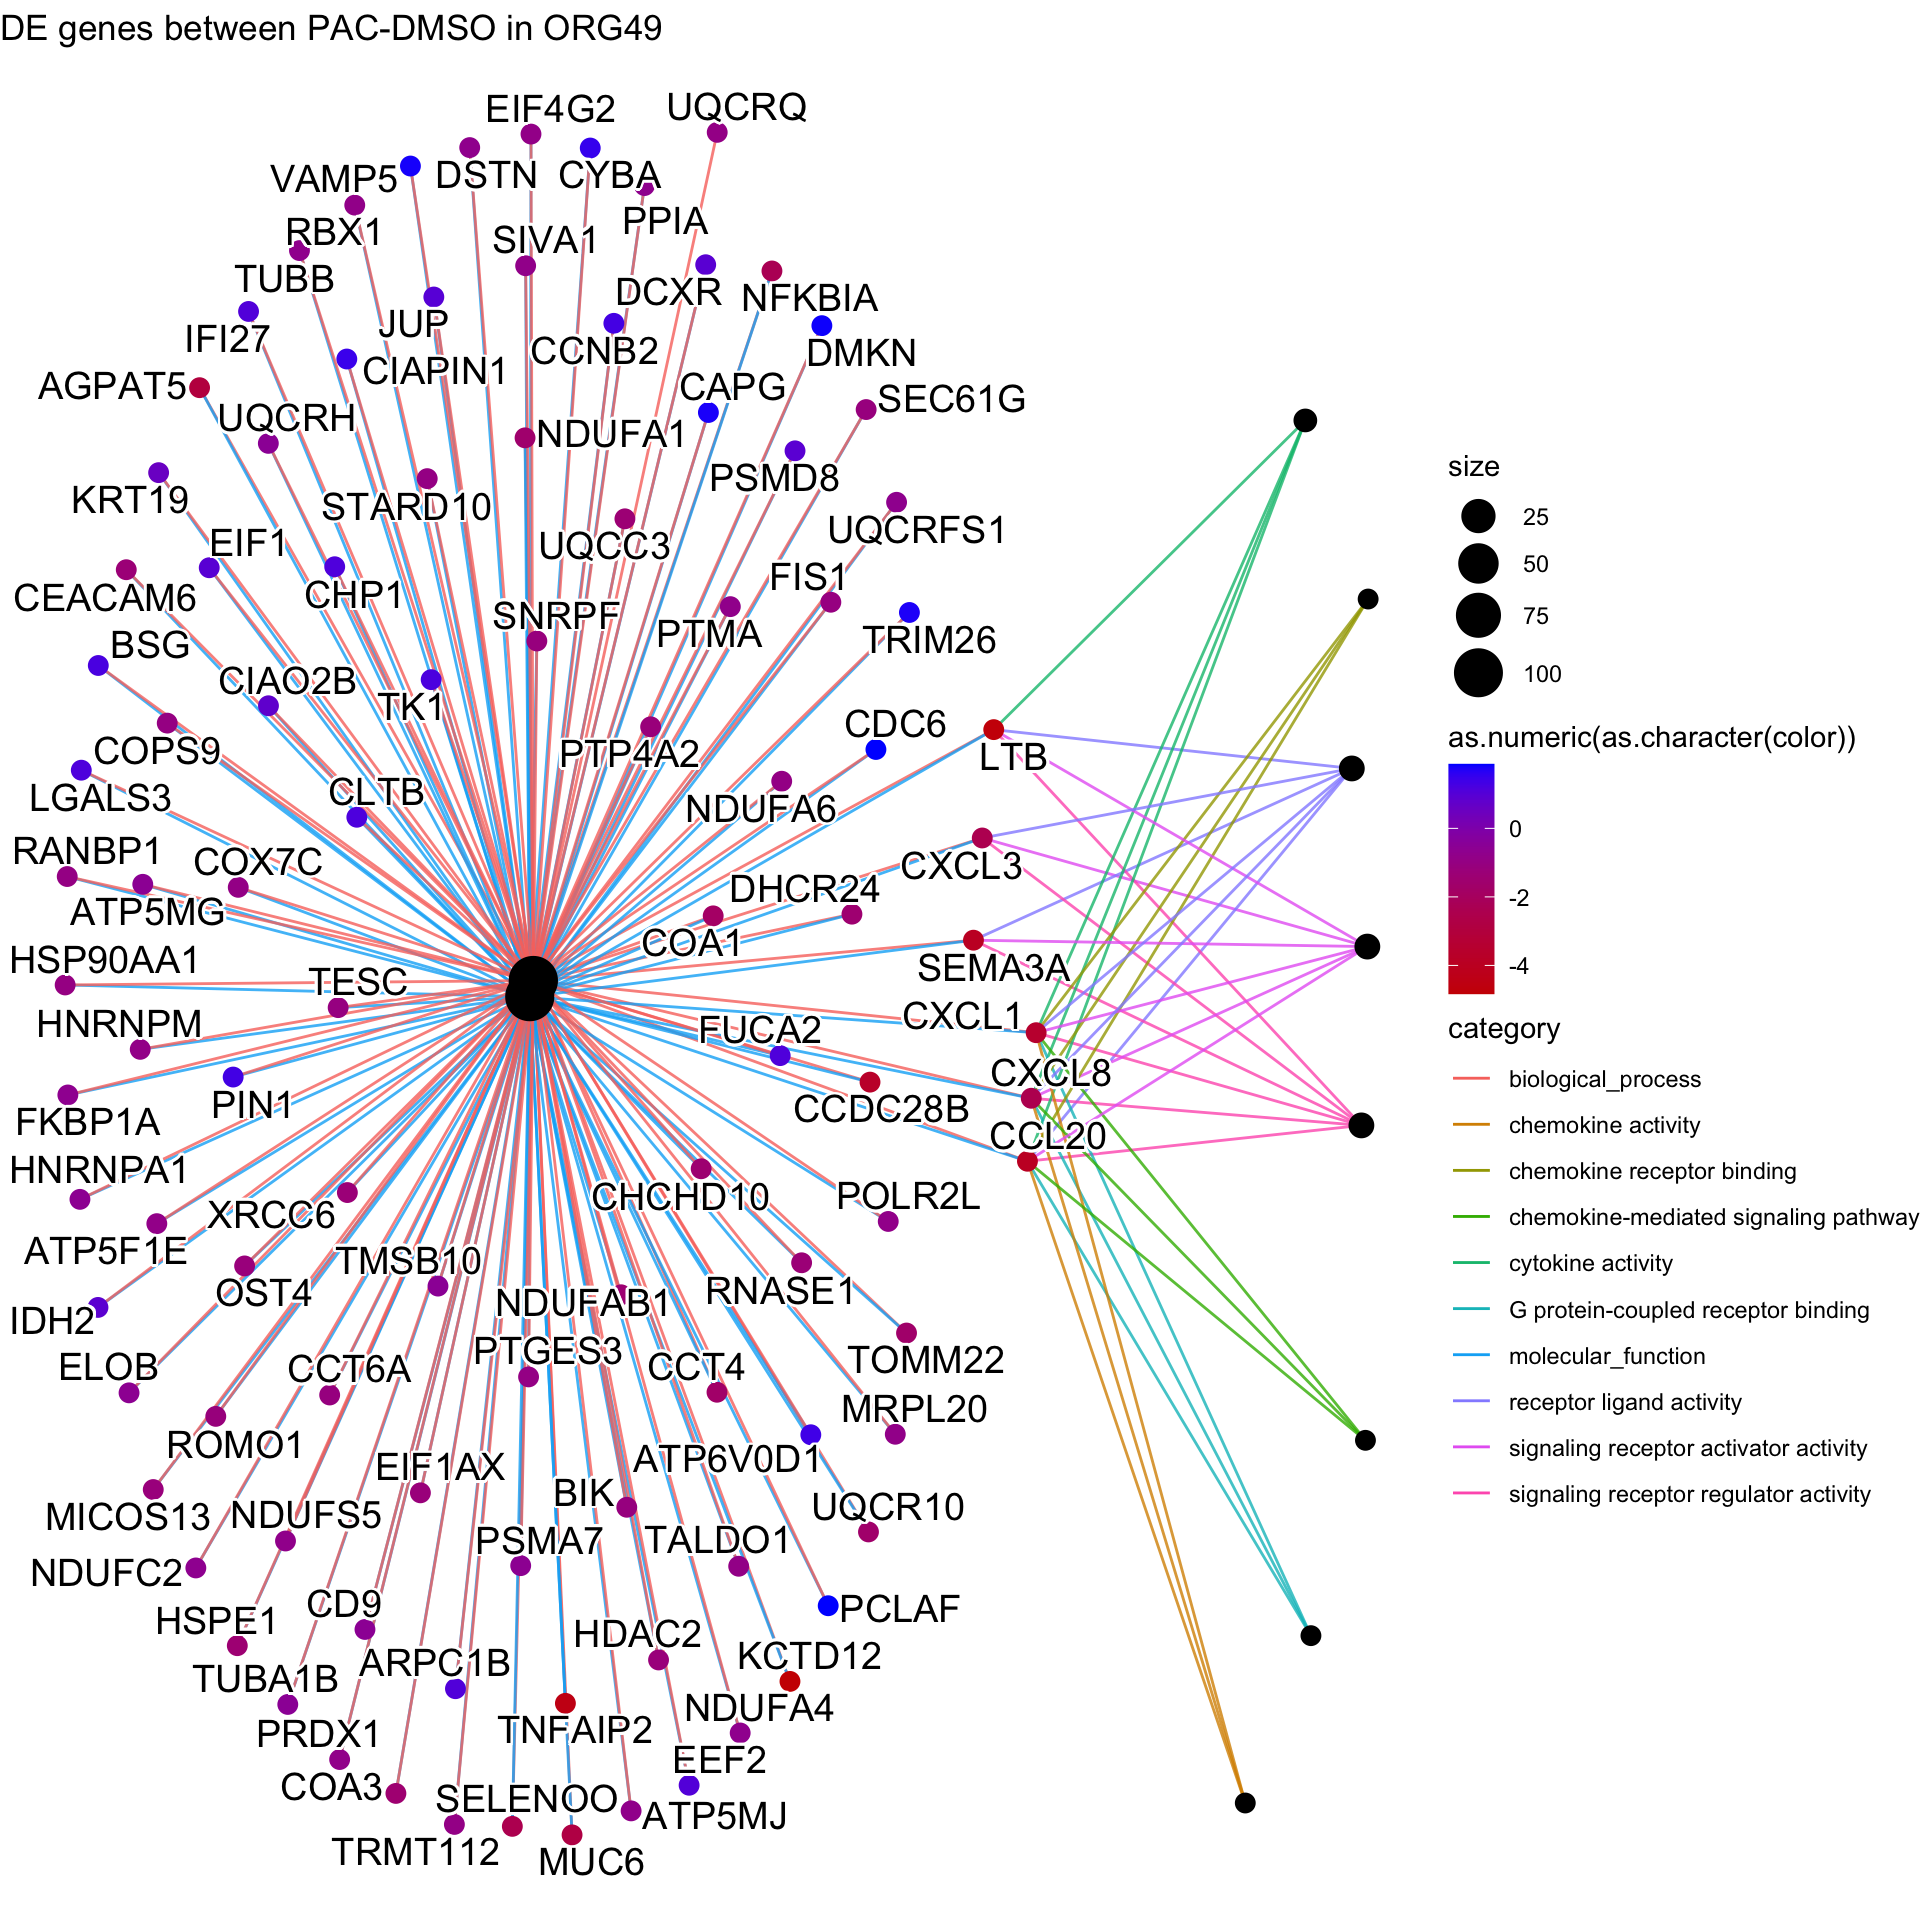 DE genes between PAC-DMSO in ORG49
EIF4G2
UQCRQ
VAMP5
DSTN
CYBA
PPIA
RBX1
SIVA1
TUBB
DCXR
NFKBIA
IFI27
JUP
CCNB2
DMKN
CIAPIN1
AGPAT5
CAPG
SEC61G
UQCRH
NDUFA1
PSMD8
KRT19
STARD10
UQCRFS1
EIF1
UQCC3
FIS1
CEACAM6
CHP1
SNRPF
PTMA
TRIM26
BSG
CIAO2B
TK1
CDC6
COPS9
PTP4A2
LTB
LGALS3
CLTB
NDUFA6
RANBP1
COX7C
CXCL3
DHCR24
ATP5MG
COA1
HSP90AA1
TESC
SEMA3A
HNRNPM
FUCA2
CXCL1
CXCL8
PIN1
CCDC28B
FKBP1A
CCL20
HNRNPA1
XRCC6
CHCHD10
POLR2L
ATP5F1E
TMSB10
OST4
NDUFAB1
RNASE1
IDH2
PTGES3
ELOB
CCT6A
CCT4
TOMM22
MRPL20
ROMO1
EIF1AX
ATP6V0D1
MICOS13
NDUFS5
BIK
UQCR10
PSMA7
TALDO1
NDUFC2
HSPE1
CD9
PCLAF
HDAC2
TUBA1B
ARPC1B
KCTD12
PRDX1
TNFAIP2
NDUFA4
EEF2
COA3
SELENOO
ATP5MJ
TRMT112
MUC6
size
25
50
75
100
as.numeric(as.character(color))
0
-2
-4
category
biological_process
chemokine activity
chemokine receptor binding
chemokine-mediated signaling pathway
cytokine activity
G protein-coupled receptor binding
molecular_function
receptor ligand activity
signaling receptor activator activity
signaling receptor regulator activity